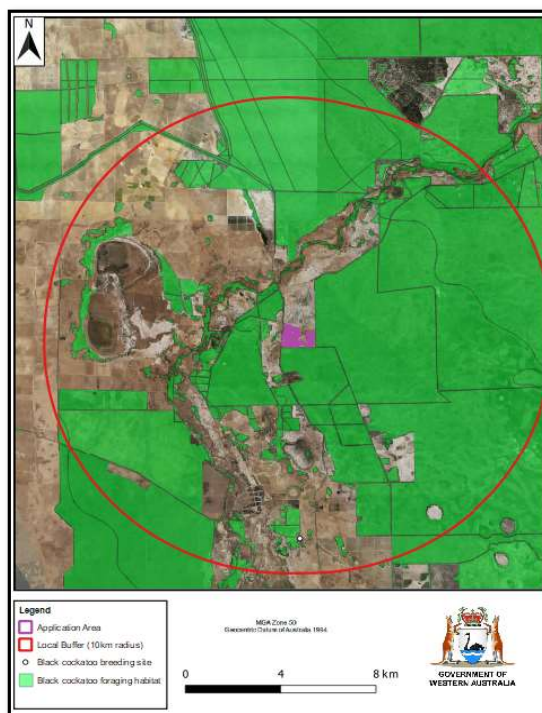 N
Legend
Application Area
Local Buffer (10km radius)
Black cockatoo breeding site
Black cockatoo foraging habitat
MGA Zone 50
Geocentric Datum of Australia 1994
0
4
8 km
GOVERNMENT OF
WESTERN AUSTRALIA